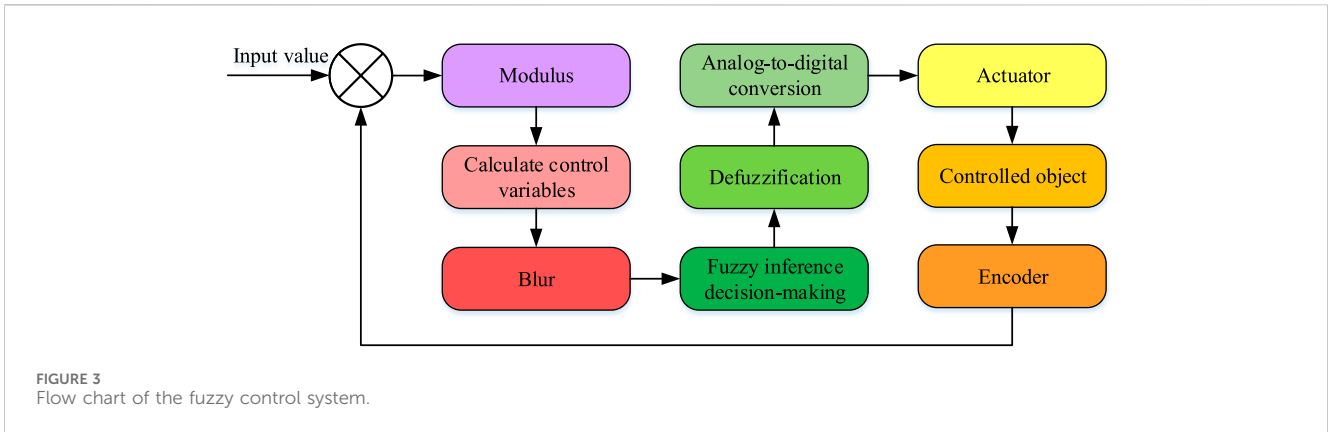 Input value
Modulus
Calculate control
variables
Blur
Analog-to-digital
conversion
Defuzzification
Fuzzy inference
decision-making
Actuator
Controlled object
Encoder
FIGURE 3
Flow chart of the fuzzy control system.